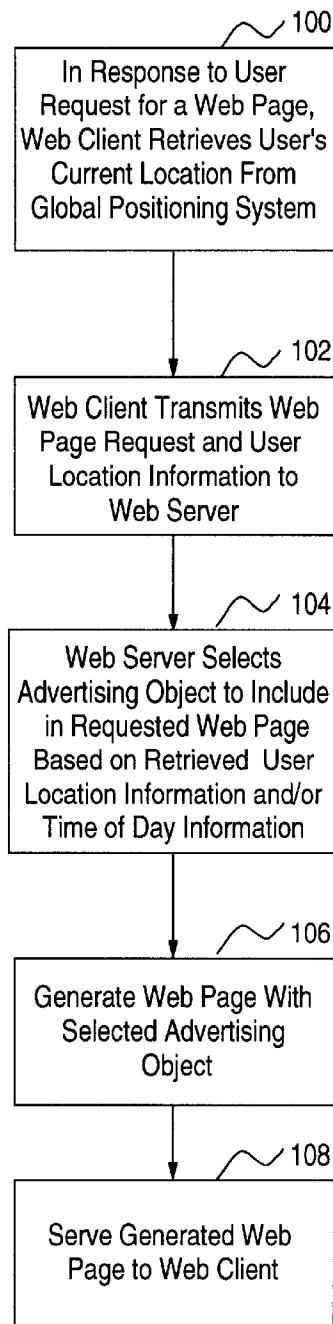 100
In Response to User
Request for a Web Page,
Web Client Retrieves User's
Current Location From
Global Positioning System
102
Web Client Transmits Web
Page Request and User
Location Information to
Web Server
104
Web Server Selects
Advertising Object to Include
in Requested Web Page
Based on Retrieved User
Location Information and/or
Time of Day Information
106
Generate Web Page With
Selected Advertising
Object
108
Serve Generated Web
Page to Web Client